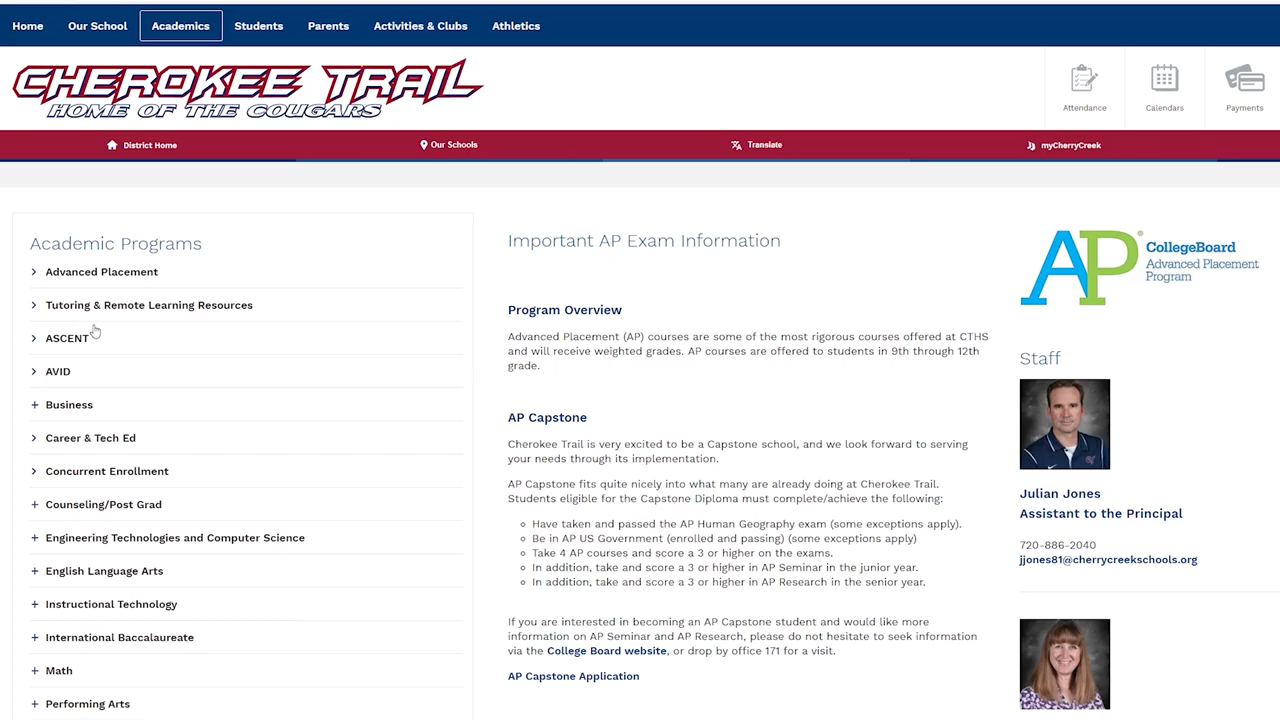 Home Our School Academics Students Parents Activities & Clubs Athletics
CHEROKEE TRAIL
HOME OF THE COUGARS
Attendance Calendars Payments
District Home Our Schools Translate myCherryCreek
Academic Programs
Advanced Placement
Tutoring & Remote Learning Resources
ASCENT
AVID
Business
Career & Tech Ed
Concurrent Enrollment
Counseling/Post Grad
Engineering Technologies and Computer Science
English Language Arts
Instructional Technology
International Baccalaureate
Math
Performing Arts
Important AP Exam Information
Program Overview
Advanced Placement (AP) courses are some of the most rigorous courses offered at CTHS
and will receive weighted grades. AP courses are offered to students in 9th through 12th
grade.
AP Capstone
Cherokee Trail is very excited to be a Capstone school, and we look forward to serving
your needs through its implementation.
AP Capstone fits quite nicely into what many are already doing at Cherokee Trail.
Students eligible for the Capstone Diploma must complete/achieve the following:
Have taken and passed the AP Human Geography exam (some exceptions apply).
Be in AP US Government (enrolled and passing) (some exceptions apply)
Take 4 AP courses and score a 3 or higher on the exams.
In addition, take and score a 3 or higher in AP Seminar in the junior year.
In addition, take and score a 3 or higher in AP Research in the senior year.
If you are interested in becoming an AP Capstone student and would like more
information on AP Seminar and AP Research, please do not hesitate to seek information
via the College Board website, or drop by office 171 for a visit.
AP Capstone Application
AP®
CollegeBoard
Advanced Placement
Program
Staff
Julian Jones
Assistant to the Principal
720-886-2040
jjones81@cherrycreekschools.org